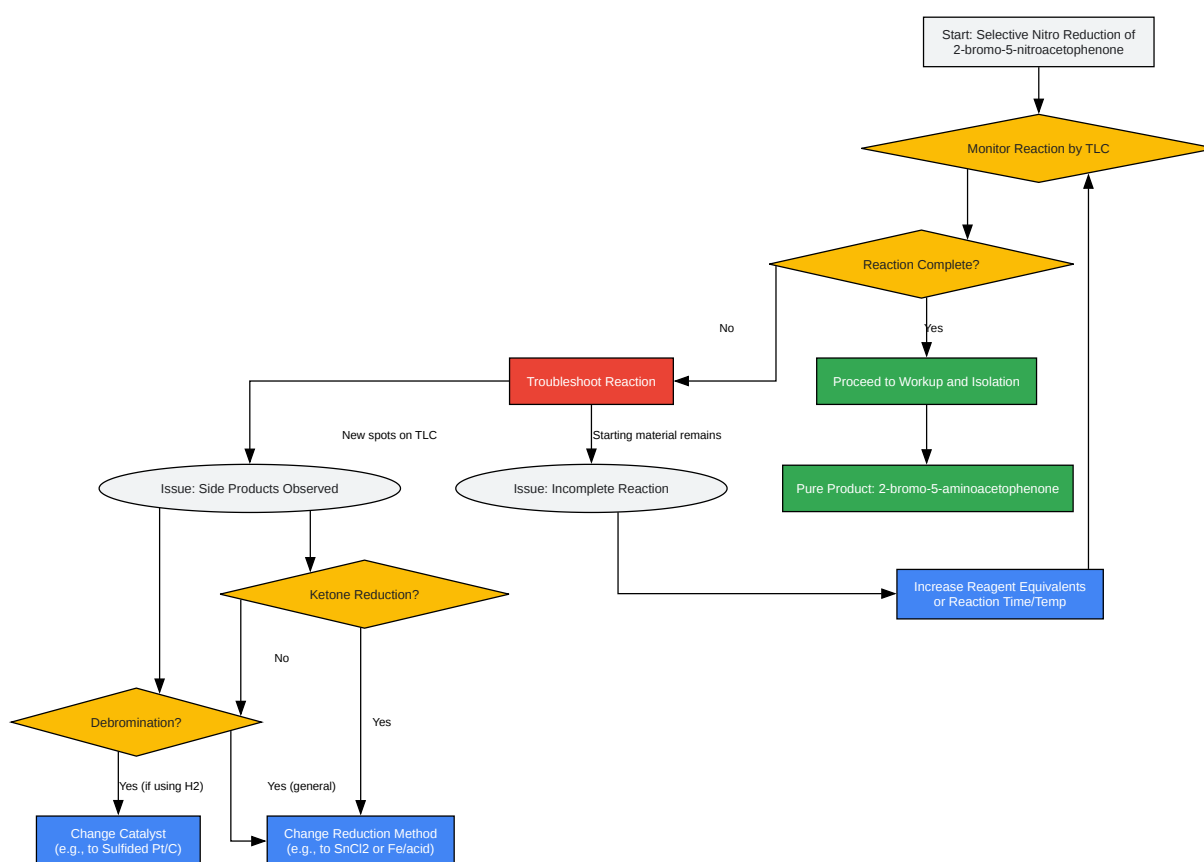 Start: Selective Nitro Reduction of
2-bromo-5-nitroacetophenone
Monitor Reaction by TLC
Reaction Complete?
No
Yes
Troubleshoot Reaction
Proceed to Workup and Isolation
New spots on TLC
Starting material remains
Issue: Side Products Observed
Issue: Incomplete Reaction
Pure Product: 2-bromo-5-aminoacetophenone
Ketone Reduction?
Increase Reagent Equivalents
or Reaction Time/Temp
No
Debromination?
Yes
Yes (if using H2)
Yes (general)
Change Catalyst
(e.g., to Sulfided Pt/C)
Change Reduction Method
(e.g., to SnCl2 or Fe/acid)